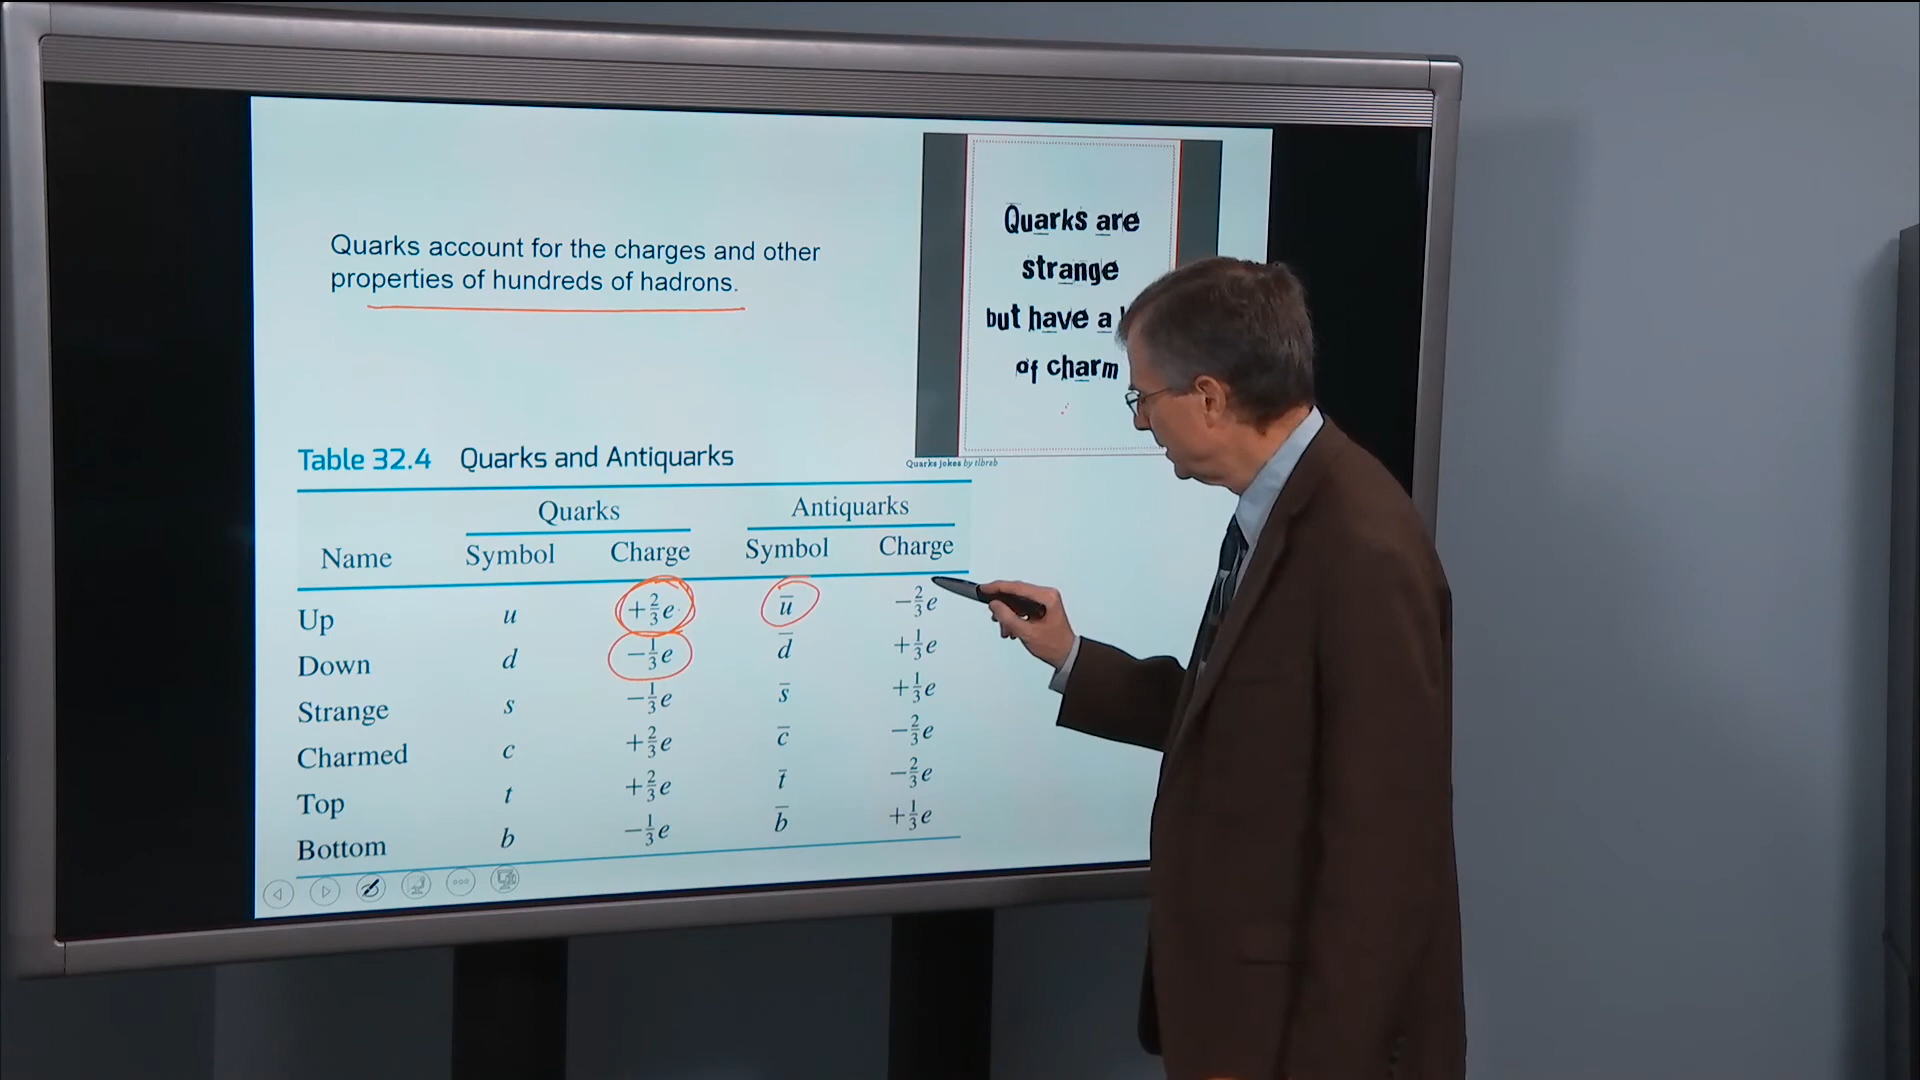 Quarks account for the charges and other
properties of hundreds of hadrons.
Quarks are
strange
but have a
of charm
Quarks jokes by tlbreb
Table 32.4 Quarks and Antiquarks
Quarks Antiquarks
Name Symbol Charge Symbol Charge
Up u +2/3e u̅ −2/3e
Down d −1/3e d̅ +1/3e
Strange s −1/3e s̅ +1/3e
Charmed c +2/3e c̅ −2/3e
Top t +2/3e t̅ −2/3e
Bottom b −1/3e b̅ +1/3e